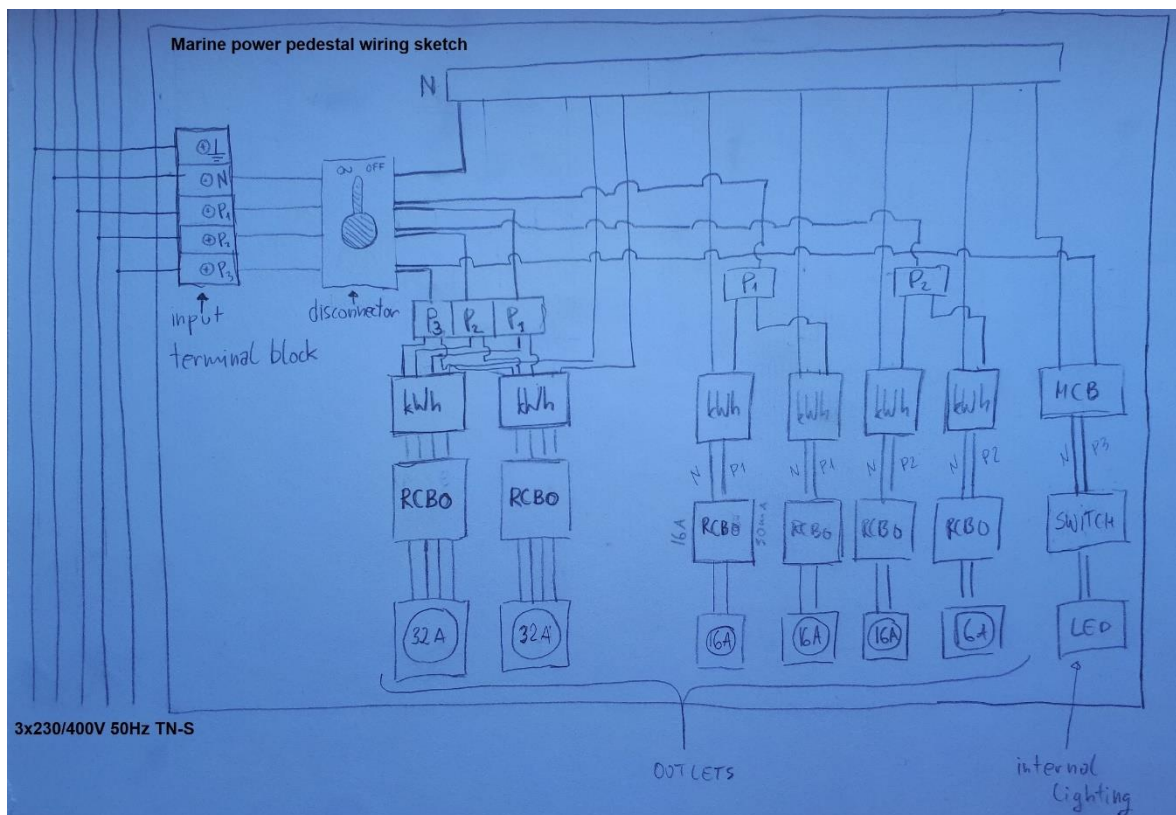 Marine power pedestal wiring sketch
N
ON OFF
⏚
N
P1
P2
P3
input
terminal block
disconnector
P1
P2
P3 P2 P1
kWh kWh kWh kWh kWh kWh MCB
N P1 N P1 N P2 N P2 N P3
RCBO RCBO 16A RCBO 30mA RCBO RCBO RCBO SWITCH
32A 32A 16A 16A 16A 16A LED
3x230/400V 50Hz TN-S
OUTLETS
internal
lighting